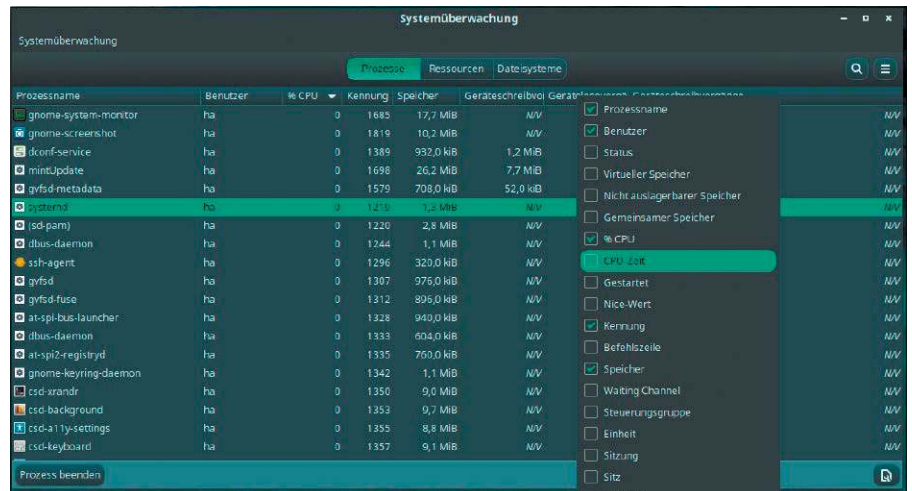 Systemüberwachung
Systemüberwachung
Prozesse Ressourcen Dateisysteme
Prozessname Benutzer % CPU Kennung Speicher Geräteschreibvor
gnome-system-monitor ha 0 1685 17,7 MiB N/V N/V
gnome-screenshot ha 0 1819 10,2 MiB N/V N/V
dconf-service ha 0 1389 932,0 kiB 1,2 MiB N/V
mintUpdate ha 0 1698 26,2 MiB 7,7 MiB N/V
gvfsd-metadata ha 0 1579 708,0 kiB 52,0 kiB N/V
systemd ha 0 1219 1,3 MiB N/V N/V
(sd-pam) ha 0 1220 2,8 MiB N/V N/V
dbus-daemon ha 0 1244 1,1 MiB N/V N/V
ssh-agent ha 0 1296 320,0 kiB N/V N/V
gvfsd ha 0 1307 976,0 kiB N/V N/V
gvfsd-fuse ha 0 1312 896,0 kiB N/V N/V
at-spi-bus-launcher ha 0 1328 940,0 kiB N/V N/V
dbus-daemon ha 0 1333 604,0 kiB N/V N/V
at-spi2-registryd ha 0 1335 760,0 kiB N/V N/V
gnome-keyring-daemon ha 0 1342 1,1 MiB N/V N/V
csd-xrandr ha 0 1350 9,0 MiB N/V N/V
csd-background ha 0 1353 9,7 MiB N/V N/V
csd-a11y-settings ha 0 1355 8,8 MiB N/V N/V
csd-keyboard ha 0 1357 9,1 MiB N/V N/V
Prozessname
Benutzer
Status
Virtueller Speicher
Nicht auslagerbarer Speicher
Gemeinsamer Speicher
% CPU
CPU-Zeit
Gestartet
Nice-Wert
Kennung
Befehlszeile
Speicher
Waiting Channel
Steuerungsgruppe
Einheit
Sitzung
Sitz
Prozess beenden